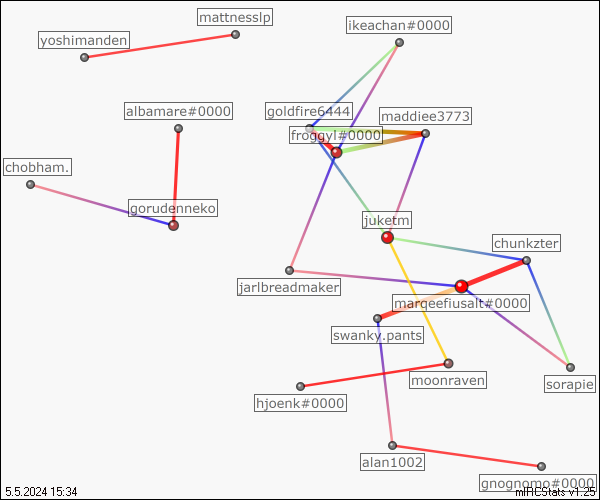 mattnesslp
ikeachan#0000
yoshimanden
albamare#0000
goldfire6444
maddiee3773
froggyl#0000
chobham.
gorudenneko
juketm
chunkzter
jarlbreadmaker
marqeefiusalt#0000
swanky.pants
moonraven
sorapie
hjoenk#0000
alan1002
gnognomo#0000
5.5.2024 15:34
mIRCStats v1.25